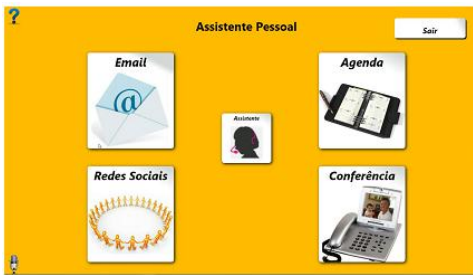 ?
Assistente Pessoal
Sair
Email
@
Agenda
Assistente
Redes Sociais
Conferência